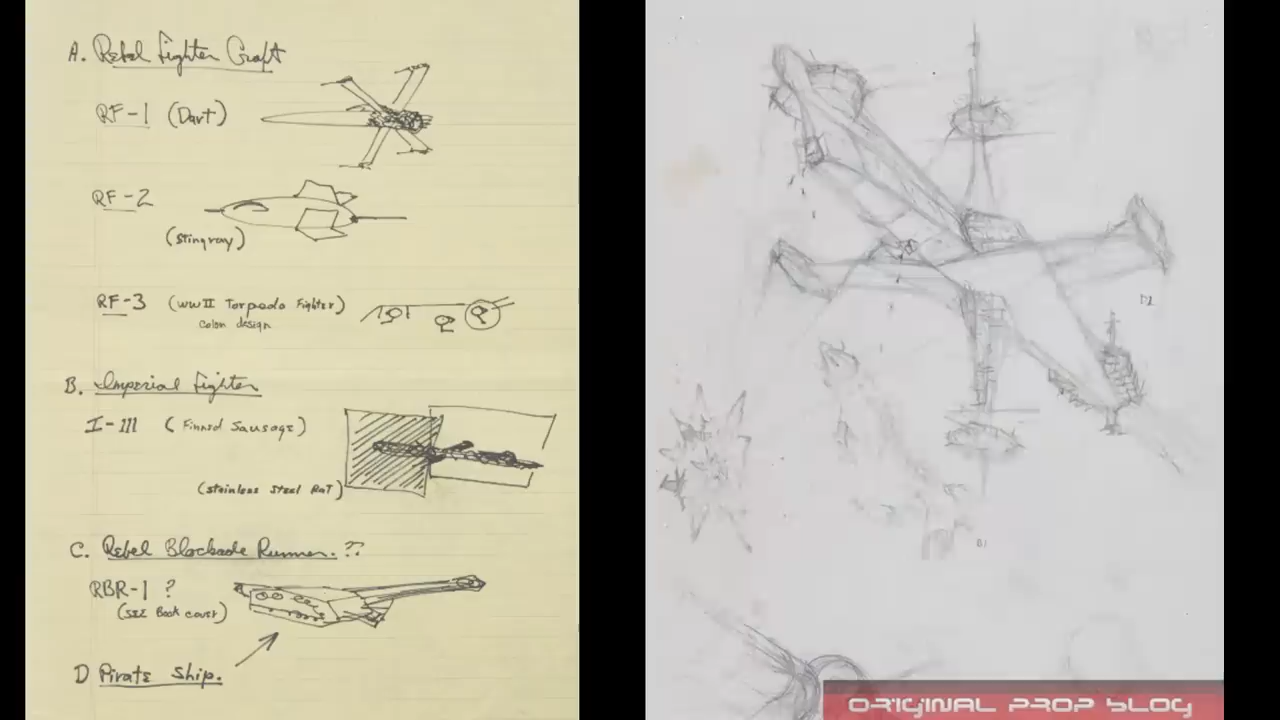 A. Rebel Fighter Craft
RF-1 (Dart)
RF-2
(Stingray)
RF-3 (WWII Torpedo Fighter)
Colon design
B. Imperial Fighter
I-III (Finned Sausage)
(Stainless Steel Rat)
C. Rebel Blockade Runner. ??
RBR-1 ?
(SEE Book cover)
D Pirate Ship.
ORIGINAL PROP BLOG